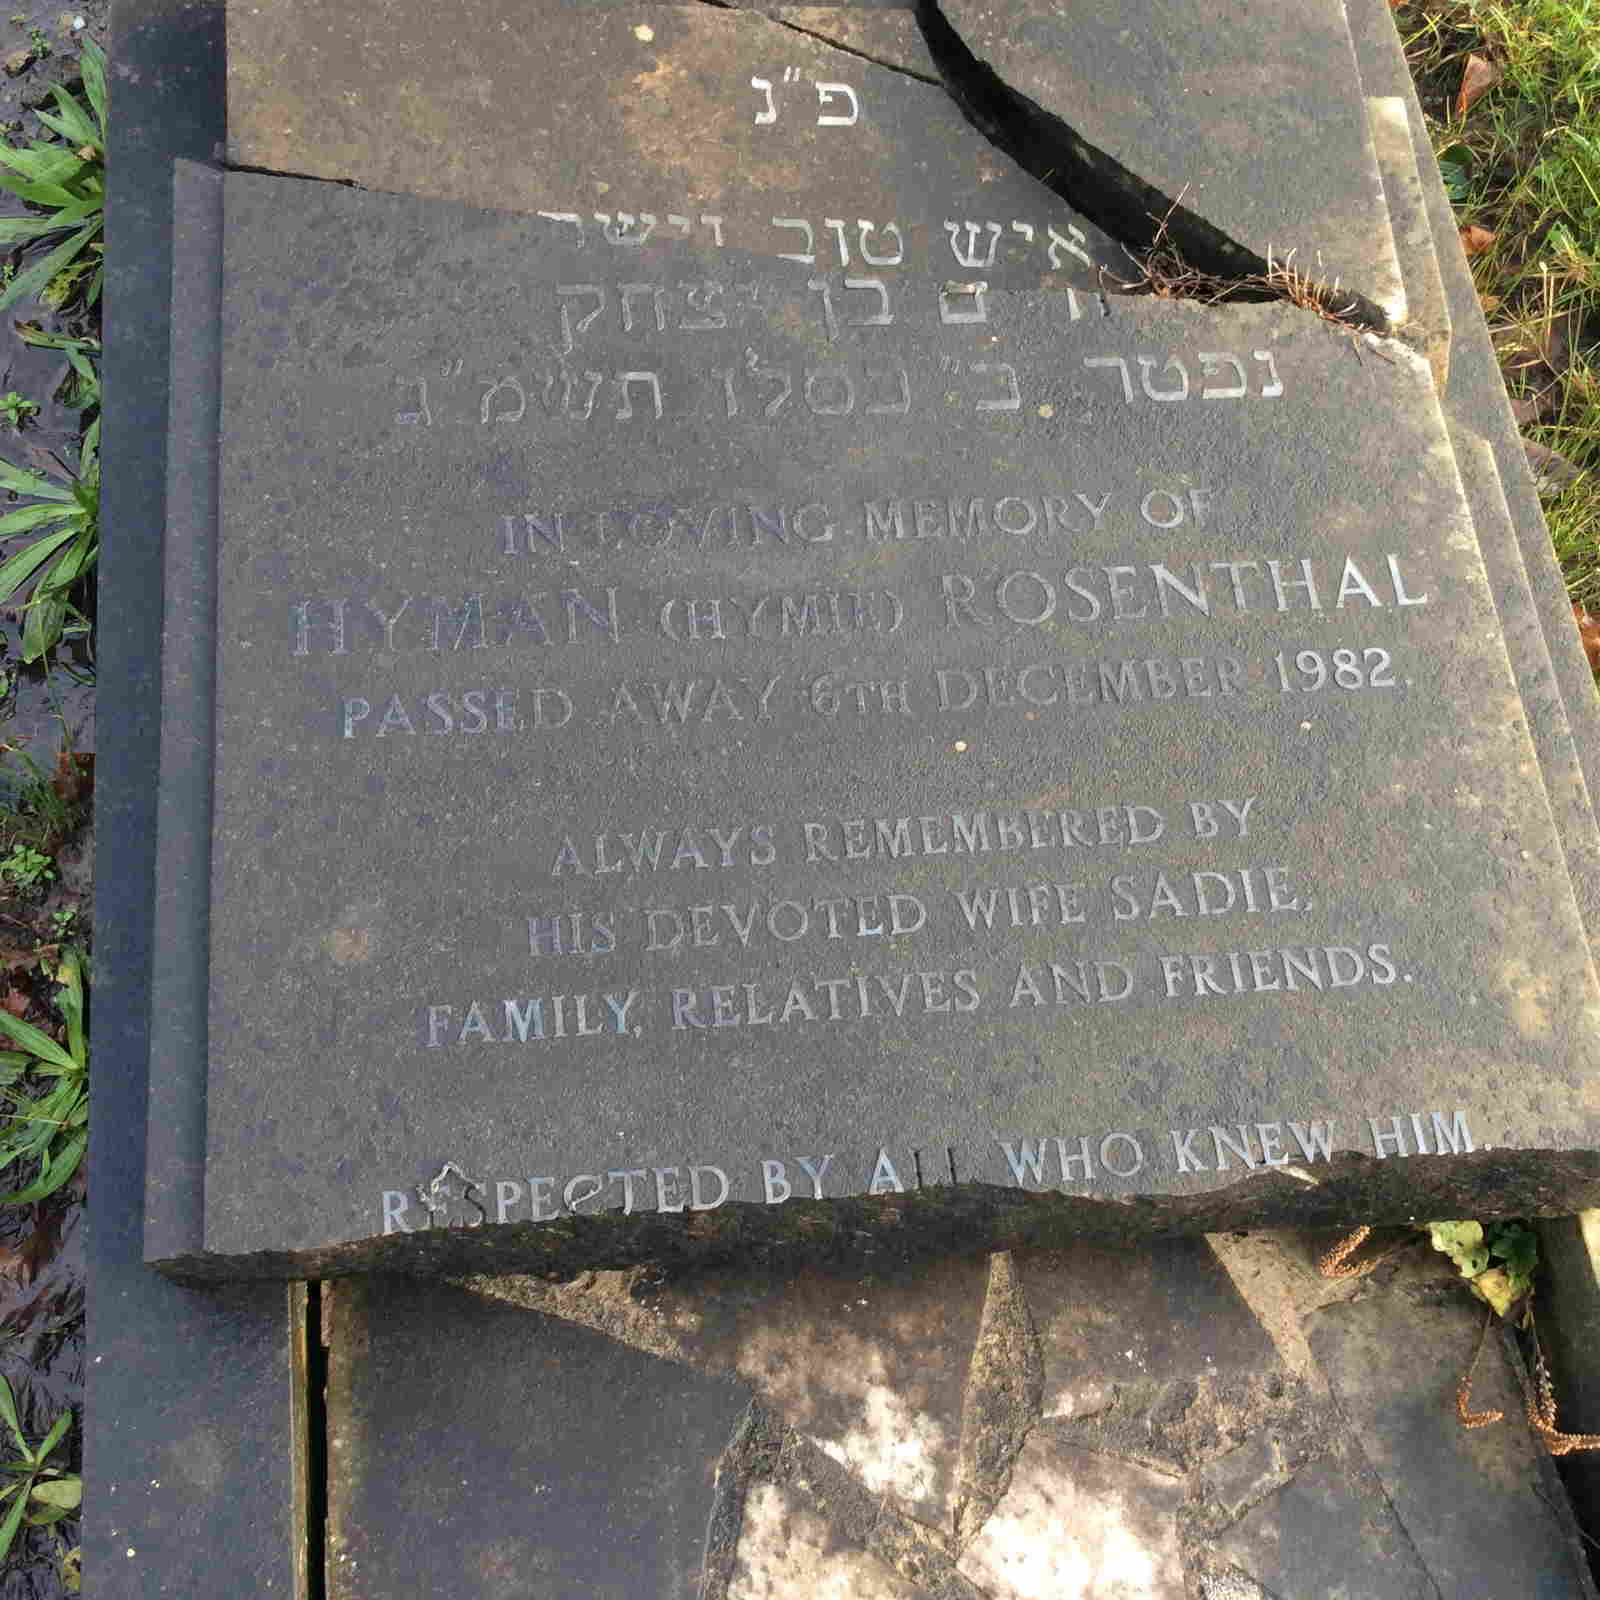 פ"נ
איש טוב וישר
חיים בן יצחק
נפטר כ" כסלו תשמ"ג
IN LOVING MEMORY OF
HYMAN (HYMIE) ROSENTHAL
PASSED AWAY 6TH DECEMBER 1982.
ALWAYS REMEMBERED BY
HIS DEVOTED WIFE SADIE,
FAMILY, RELATIVES AND FRIENDS.
RESPECTED BY ALL WHO KNEW HIM.